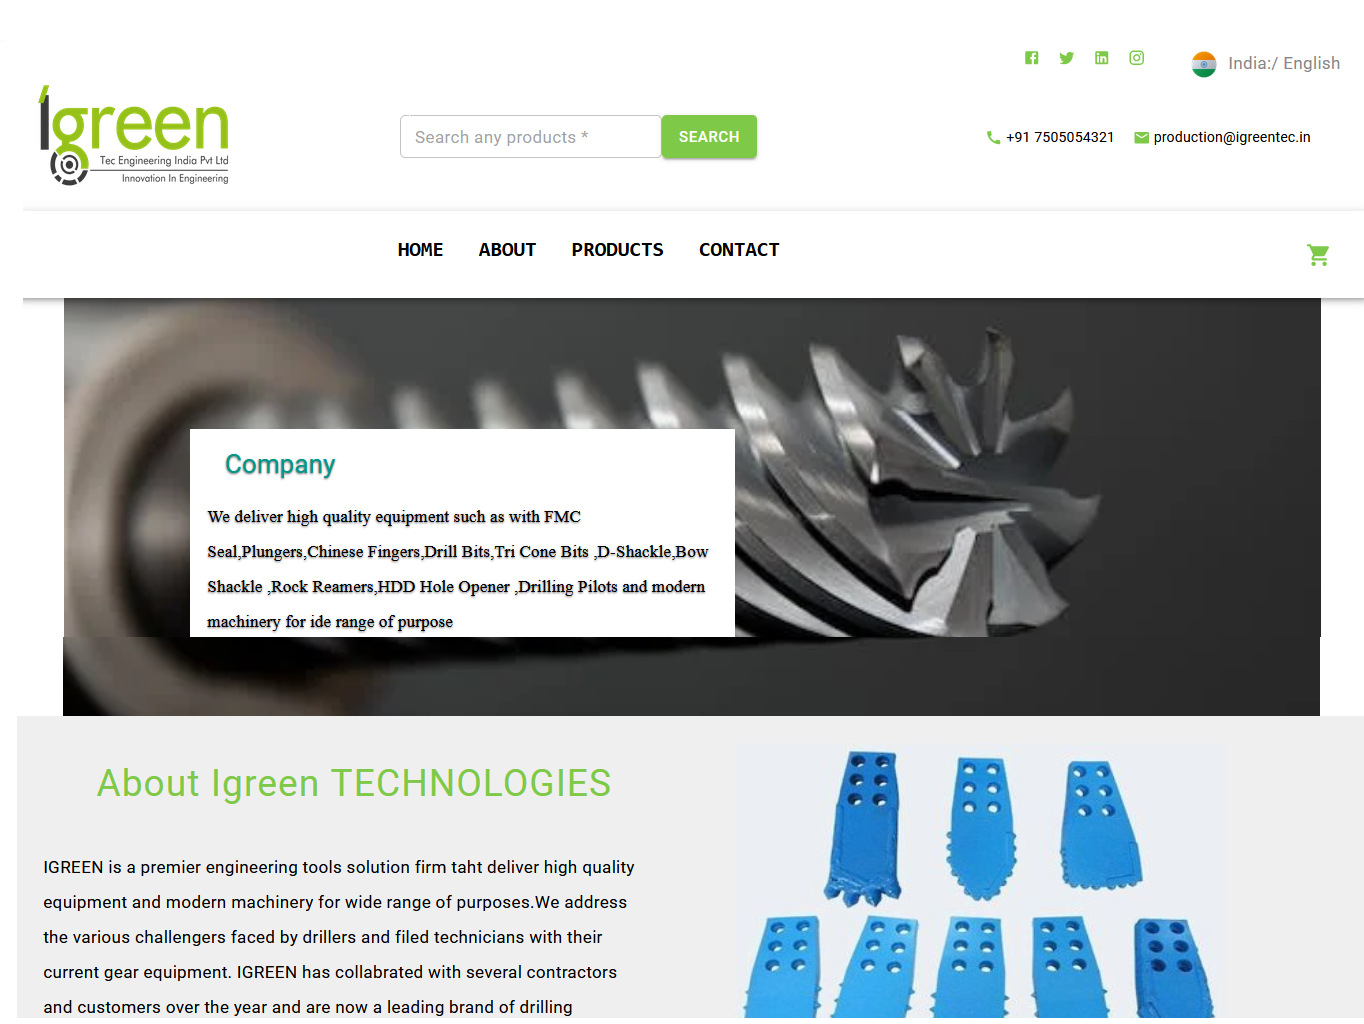 India:/ English
Igreen
Tec Engineering India Pvt Ltd
Innovation In Engineering
Search any products *
SEARCH
+91 7505054321
production@igreentec.in
HOME ABOUT PRODUCTS CONTACT
Company
We deliver high quality equipment such as with FMC
Seal,Plungers,Chinese Fingers,Drill Bits,Tri Cone Bits ,D-Shackle,Bow
Shackle ,Rock Reamers,HDD Hole Opener ,Drilling Pilots and modern
machinery for ide range of purpose
About Igreen TECHNOLOGIES
IGREEN is a premier engineering tools solution firm taht deliver high quality
equipment and modern machinery for wide range of purposes.We address
the various challengers faced by drillers and filed technicians with their
current gear equipment. IGREEN has collabrated with several contractors
and customers over the year and are now a leading brand of drilling